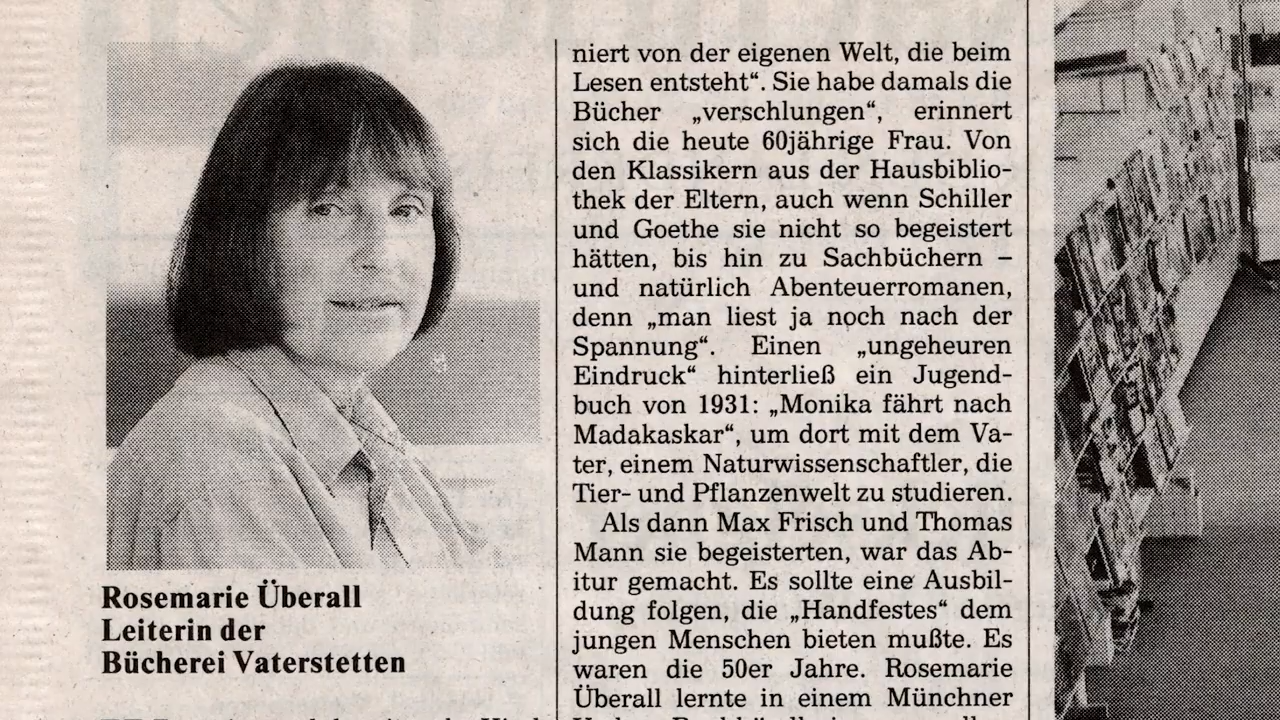 Rosemarie Überall
Leiterin der
Bücherei Vaterstetten
niert von der eigenen Welt, die beim
Lesen entsteht“. Sie habe damals die
Bücher „verschlungen“, erinnert
sich die heute 60jährige Frau. Von
den Klassikern aus der Hausbiblio-
thek der Eltern, auch wenn Schiller
und Goethe sie nicht so begeistert
hätten, bis hin zu Sachbüchern –
und natürlich Abenteuerromanen,
denn „man liest ja noch nach der
Spannung“. Einen „ungeheuren
Eindruck“ hinterließ ein Jugend-
buch von 1931: „Monika fährt nach
Madakaskar“, um dort mit dem Va-
ter, einem Naturwissenschaftler, die
Tier- und Pflanzenwelt zu studieren.
Als dann Max Frisch und Thomas
Mann sie begeisterten, war das Ab-
itur gemacht. Es sollte eine Ausbil-
dung folgen, die „Handfestes“ dem
jungen Menschen bieten mußte. Es
waren die 50er Jahre. Rosemarie
Überall lernte in einem Münchner